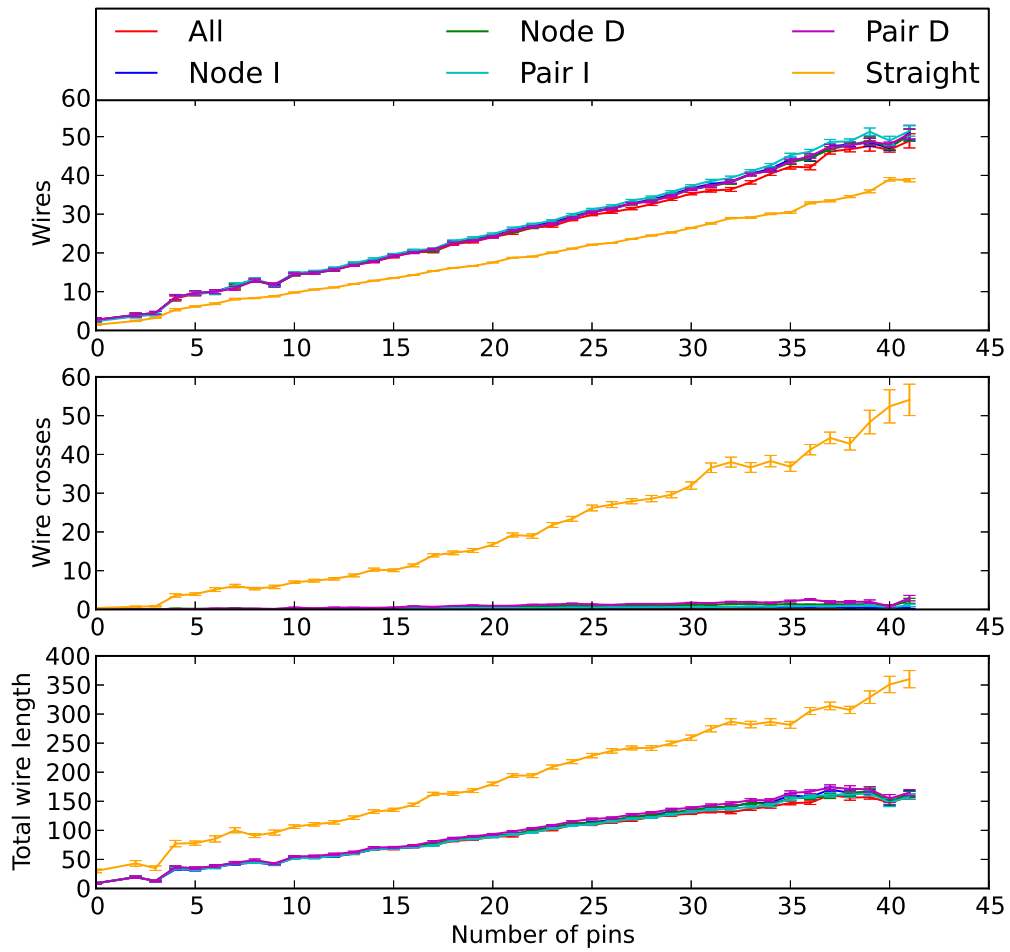 All Node D Pair D
Node I Pair I Straight
60
50
40
30
20
10
0
Wires
0 5 10 15 20 25 30 35 40 45
60
50
40
30
20
10
0
Wire crosses
0 5 10 15 20 25 30 35 40 45
400
350
300
250
200
150
100
50
0
Total wire length
0 5 10 15 20 25 30 35 40 45
Number of pins